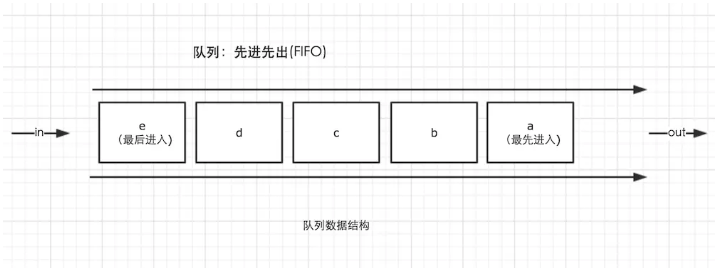 队列：先进先出(FIFO)
in
e
（最后进入）
d
c
b
a
（最先进入）
out
队列数据结构